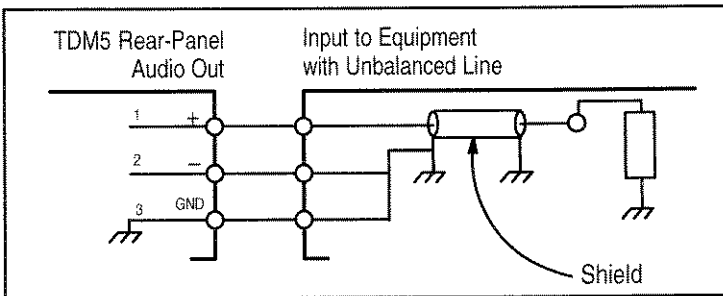 TDM5 Rear-Panel
Audio Out
Input to Equipment
with Unbalanced Line
1 +
2 −
3 GND
Shield